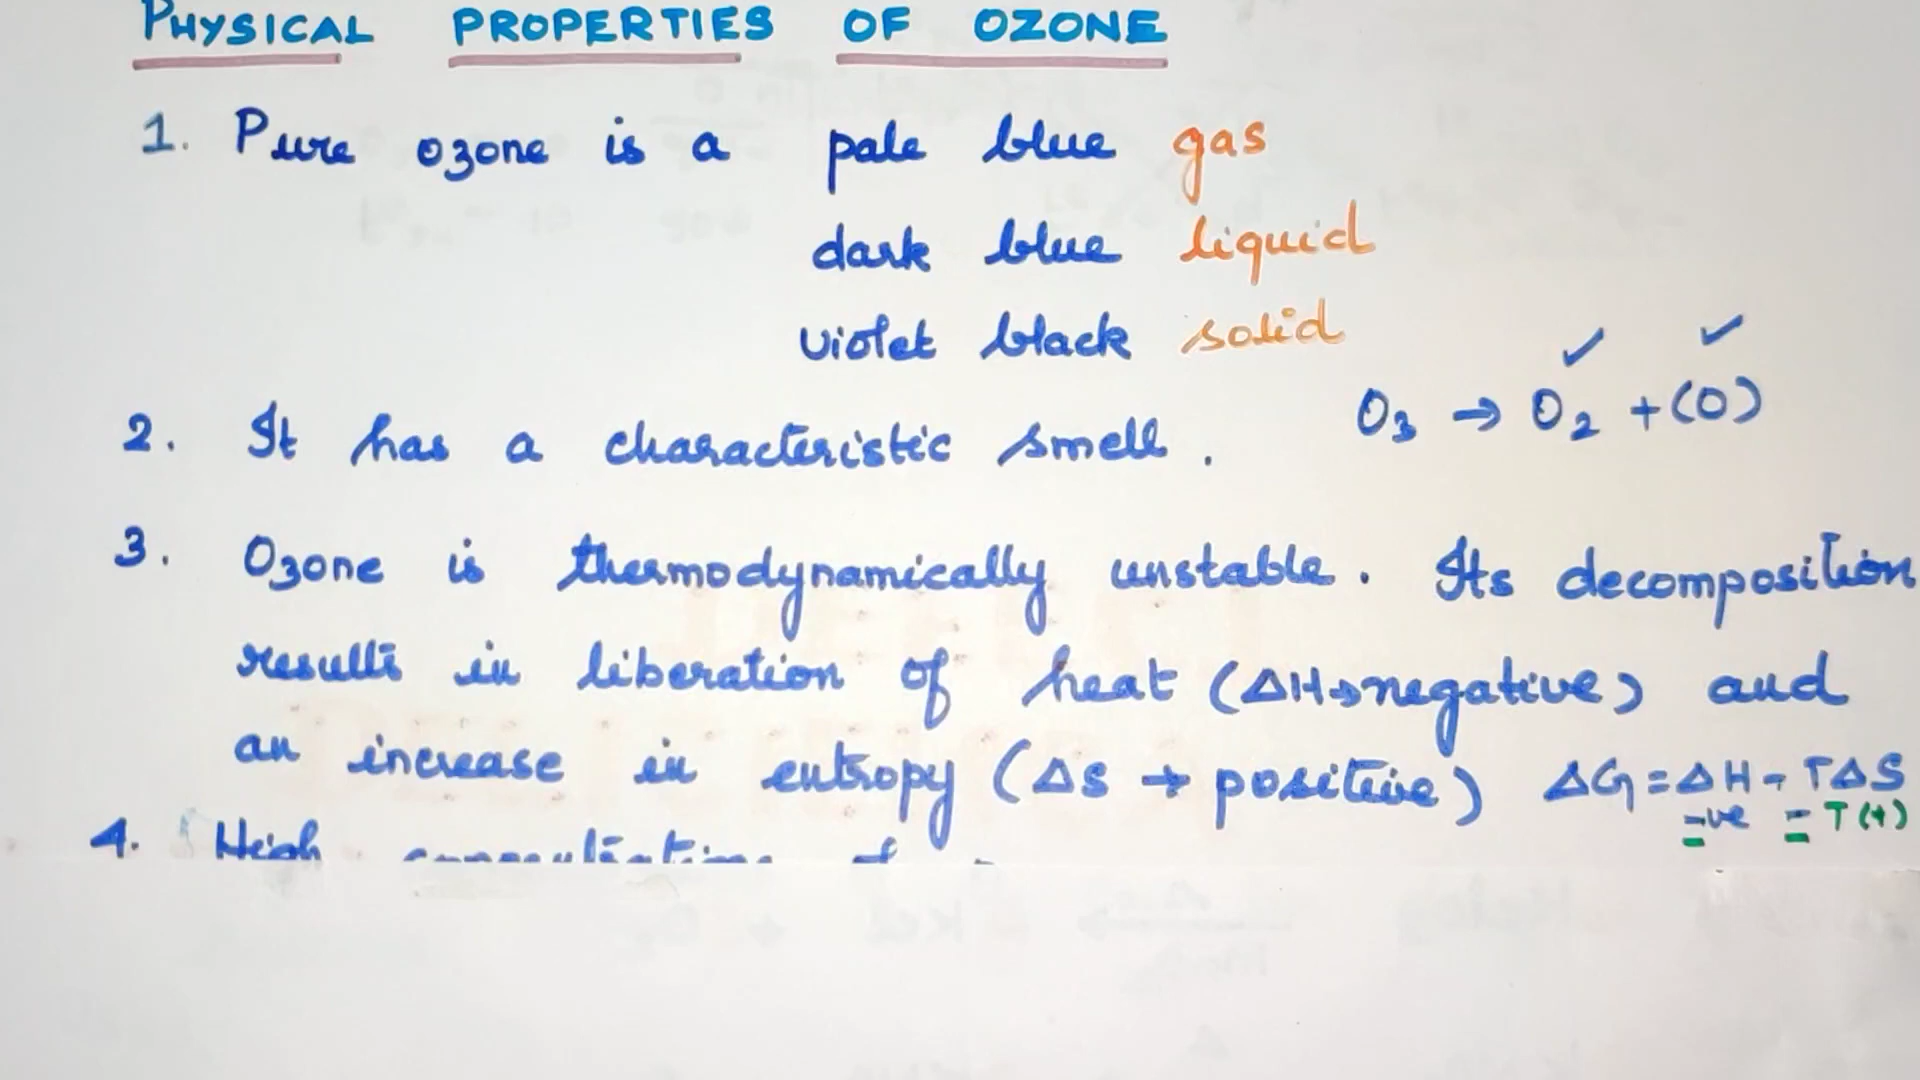 PHYSICAL PROPERTIES OF OZONE
1. Pure ozone is a pale blue gas
dark blue liquid
violet black solid
O₃ → O₂ + (O)
2. It has a characteristic smell.
3. Ozone is thermodynamically unstable. Its decomposition
results in liberation of heat (ΔH→negative) and
an increase in entropy (ΔS → positive) ΔG = ΔH - TΔS
-ve - T(+)
4. High